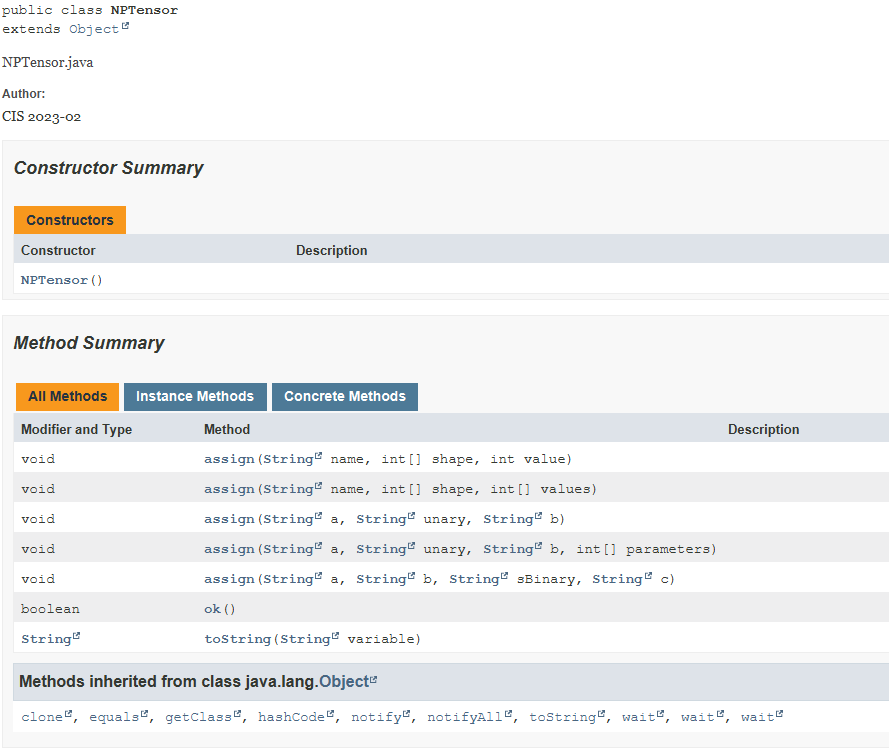 public class NPTensor
extends Object
NPTensor.java
Author:
CIS 2023-02
Constructor Summary
Constructors
Constructor Description
NPTensor()
Method Summary
All Methods Instance Methods Concrete Methods
Modifier and Type Method Description
void assign(String name, int[] shape, int value)
void assign(String name, int[] shape, int[] values)
void assign(String a, String unary, String b)
void assign(String a, String unary, String b, int[] parameters)
void assign(String a, String b, String sBinary, String c)
boolean ok()
String toString(String variable)
Methods inherited from class java.lang.Object
clone, equals, getClass, hashCode, notify, notifyAll, toString, wait, wait, wait